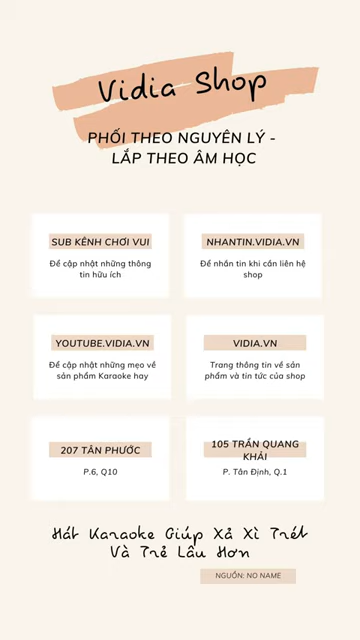 Vidia Shop
PHỐI THEO NGUYÊN LÝ -
LẮP THEO ÂM HỌC
SUB KÊNH CHƠI VUI
Để cập nhật những thông
tin hữu ích
NHANTIN.VIDIA.VN
Để nhắn tin khi cần liên hệ
shop
YOUTUBE.VIDIA.VN
Để cập nhật những mẹo về
sản phẩm Karaoke hay
VIDIA.VN
Trang thông tin về sản
phẩm và tin tức của shop
207 TÂN PHƯỚC
P.6, Q10
105 TRẦN QUANG
KHẢI
P. Tân Định, Q.1
Hát Karaoke Giúp Xả Xì Trét
Và Trẻ Lâu Hơn
NGUỒN: NO NAME